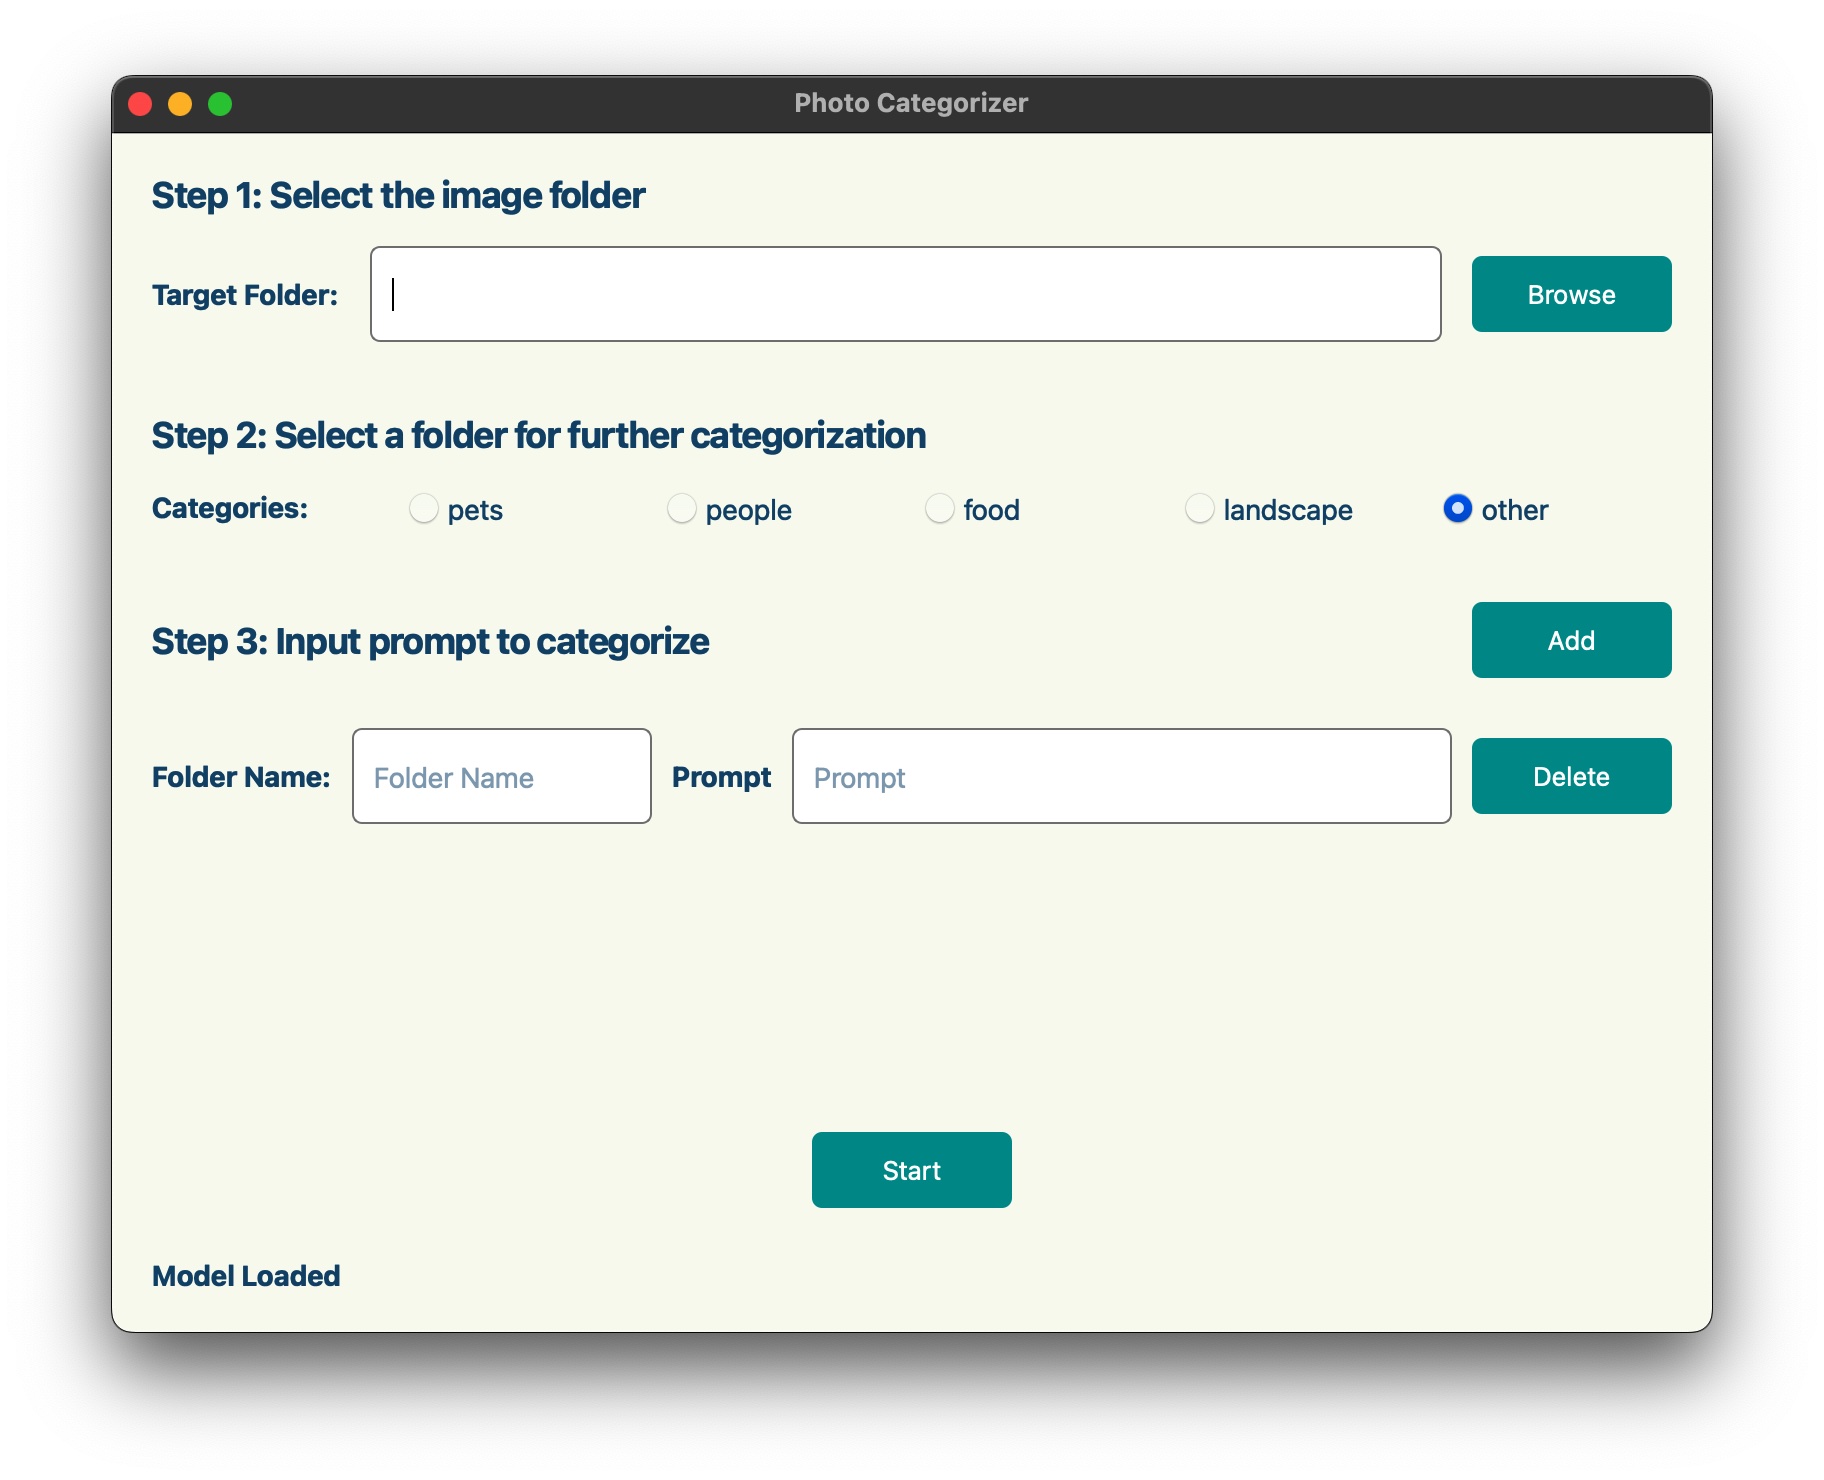 Photo Categorizer
Step 1: Select the image folder
Target Folder: Browse
Step 2: Select a folder for further categorization
Categories: pets people food landscape other
Step 3: Input prompt to categorize Add
Folder Name: Folder Name Prompt Prompt Delete
Start
Model Loaded